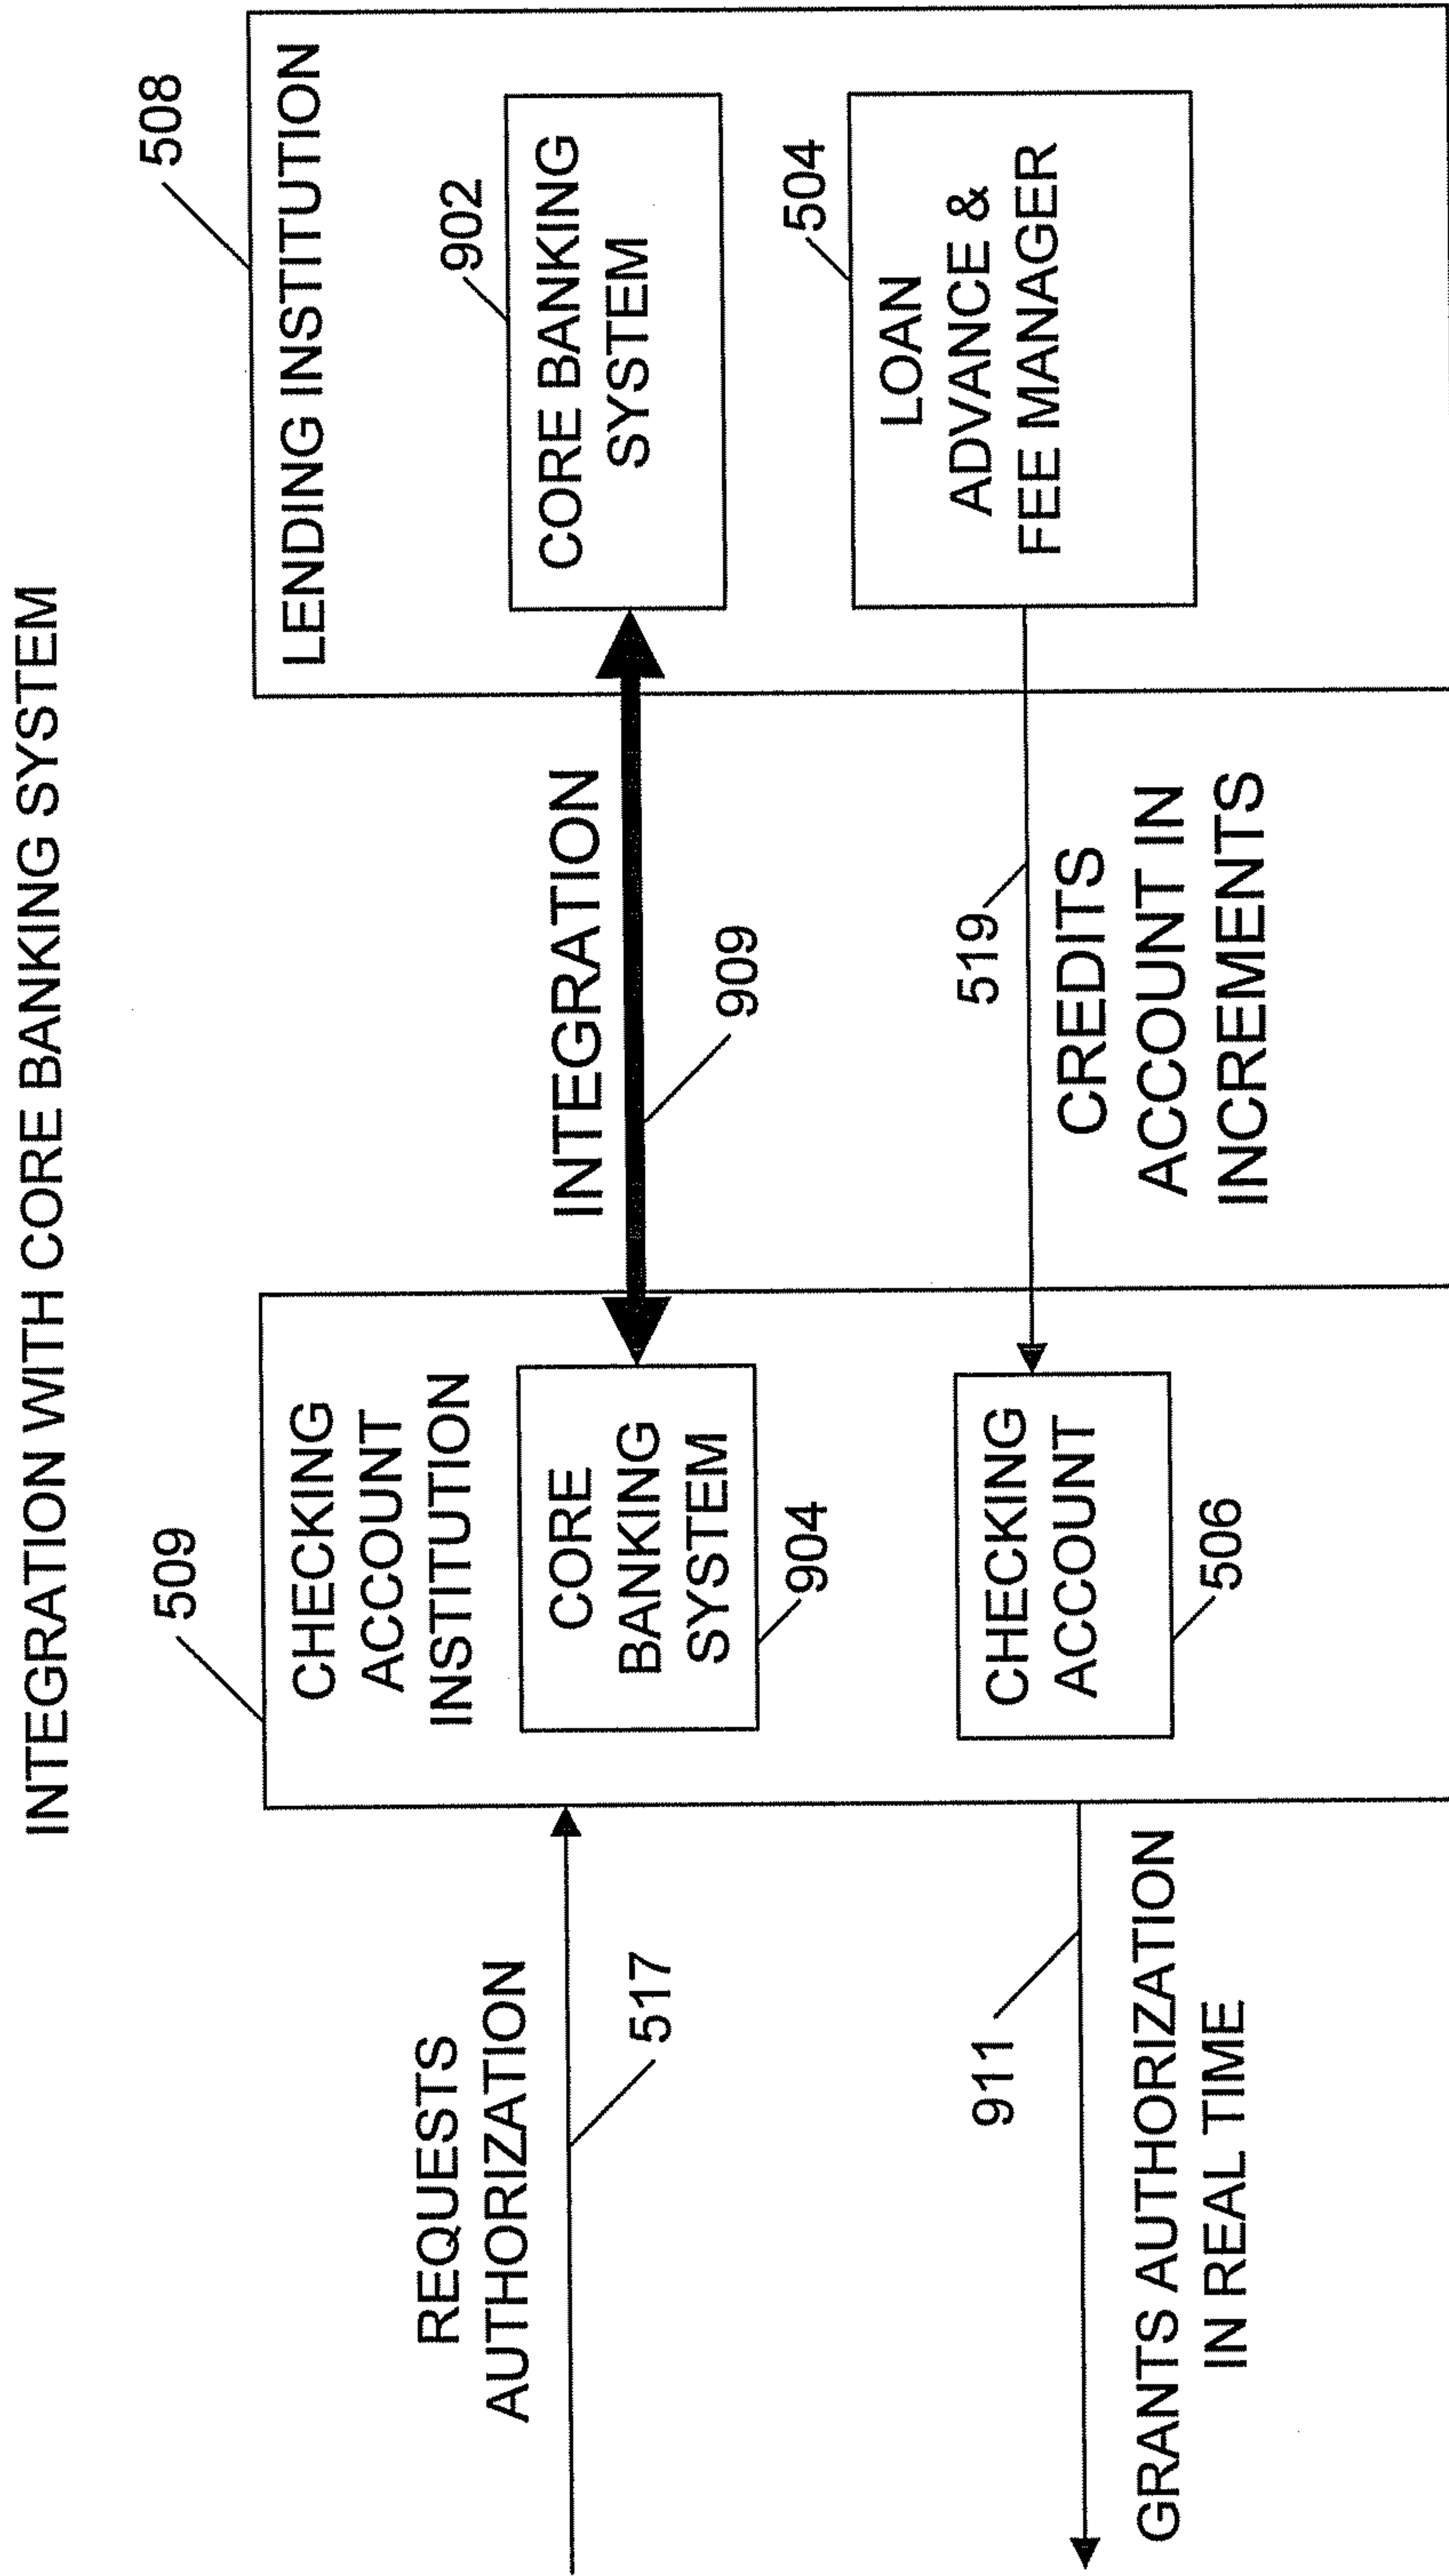 INTEGRATION WITH CORE BANKING SYSTEM
509
508
CHECKING
ACCOUNT
INSTITUTION
LENDING INSTITUTION
REQUESTS
AUTHORIZATION
517
CORE
BANKING
SYSTEM
904
INTEGRATION
909
902
CORE BANKING
SYSTEM
504
LOAN
ADVANCE &
FEE MANAGER
519
CREDITS
ACCOUNT IN
INCREMENTS
CHECKING
ACCOUNT
506
911
GRANTS AUTHORIZATION
IN REAL TIME